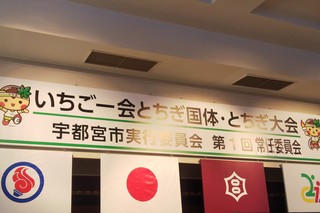 いちご一会とちぎ国体・とちぎ大会
宇都宮市実行委員会 第1回常任委員会